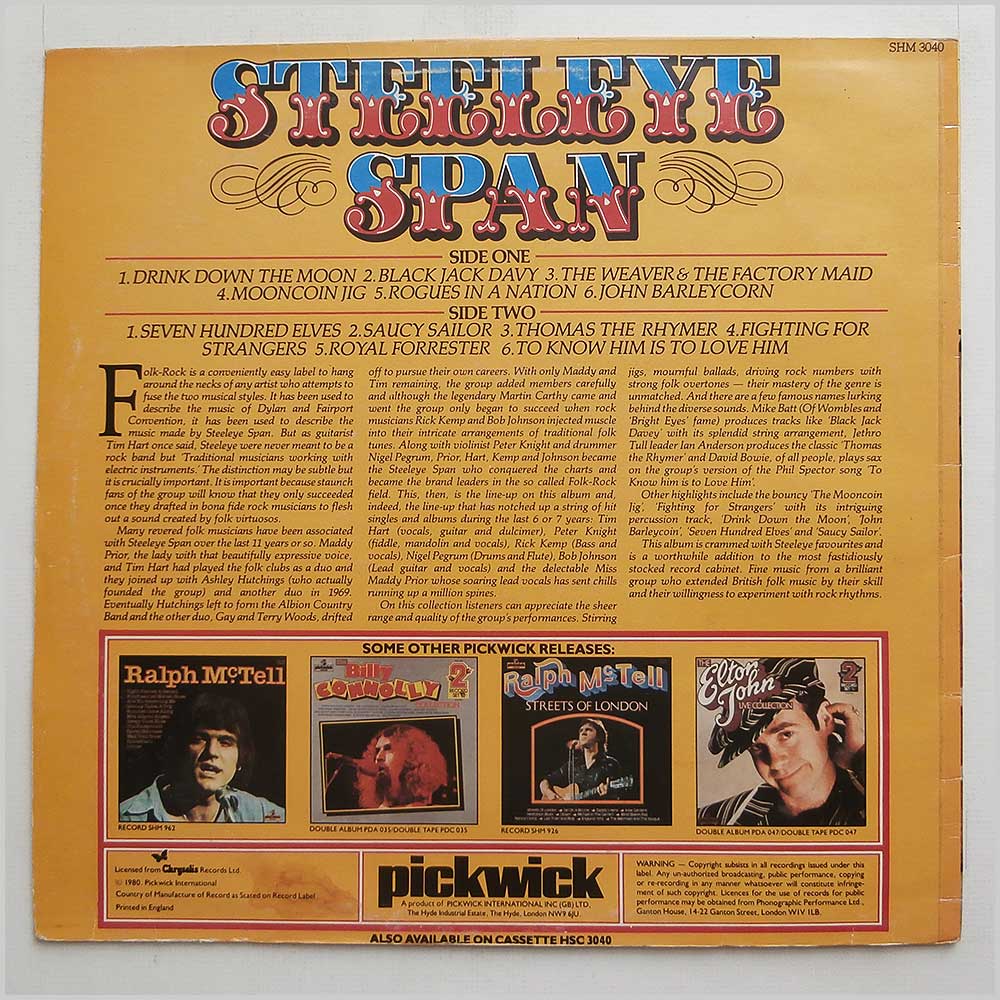 SHM 3040
STEELEYE
SPAN
SIDE ONE
1. DRINK DOWN THE MOON 2. BLACK JACK DAVY 3. THE WEAVER & THE FACTORY MAID
4. MOONCOIN JIG 5. ROGUES IN A NATION 6. JOHN BARLEYCORN
SIDE TWO
1. SEVEN HUNDRED ELVES 2. SAUCY SAILOR 3. THOMAS THE RHYMER 4. FIGHTING FOR
STRANGERS 5. ROYAL FORRESTER 6. TO KNOW HIM IS TO LOVE HIM
Folk-Rock is a conveniently easy label to hang
around the necks of any artist who attempts to
fuse the two musical styles. It has been used to
describe the music of Dylan and Fairport
Convention, it has been used to describe the
music made by Steeleye Span. But as guitarist
Tim Hart once said, Steeleye were never meant to be a
rock band but 'Traditional musicians working with
electric instruments.' The distinction may be subtle but
it is crucially important. It is important because staunch
fans of the group will know that they only succeeded
once they drafted in bona fide rock musicians to flesh
out a sound created by folk virtuosos.
Many revered folk musicians have been associated
with Steeleye Span over the last 11 years or so. Maddy
Prior, the lady with that beautifully expressive voice,
and Tim Hart had played the folk clubs as a duo and
they joined up with Ashley Hutchings (who actually
founded the group) and another duo in 1969.
Eventually Hutchings left to form the Albion Country
Band and the other duo, Gay and Terry Woods, drifted
off to pursue their own careers. With only Maddy and
Tim remaining, the group added members carefully
and although the legendary Martin Carthy came and
went the group only began to succeed when rock
musicians Rick Kemp and Bob Johnson injected muscle
into their intricate arrangements of traditional folk
tunes. Along with violinist Peter Knight and drummer
Nigel Pegrum, Prior, Hart, Kemp and Johnson became
the Steeleye Span who conquered the charts and
became the brand leaders in the so called Folk-Rock
field. This, then, is the line-up on this album and,
indeed, the line-up that has notched up a string of hit
singles and albums during the last 6 or 7 years: Tim
Hart (vocals, guitar and dulcimer), Peter Knight
(fiddle, mandolin and vocals), Rick Kemp (Bass and
vocals), Nigel Pegrum (Drums and Flute), Bob Johnson
(Lead guitar and vocals) and the delectable Miss
Maddy Prior whose soaring lead vocals has sent chills
running up a million spines.
On this collection listeners can appreciate the sheer
range and quality of the group's performances. Stirring
jigs, mournful ballads, driving rock numbers with
strong folk overtones — their mastery of the genre is
unmatched. And there are a few famous names lurking
behind the diverse sounds. Mike Batt (Of Wombles and
'Bright Eyes' fame) produces tracks like 'Black Jack
Davey' with its splendid string arrangement, Jethro
Tull leader Ian Anderson produces the classic 'Thomas
the Rhymer' and David Bowie, of all people, plays sax
on the group's version of the Phil Spector song 'To
Know him is to Love Him'.
Other highlights include the bouncy 'The Mooncoin
Jig', 'Fighting for Strangers' with its intriguing
percussion track, 'Drink Down the Moon', 'John
Barleycoin', 'Seven Hundred Elves' and 'Saucy Sailor'.
This album is crammed with Steeleye favourites and
is a worthwhile addition to the most fastidiously
stocked record cabinet. Fine music from a brilliant
group who extended British folk music by their skill
and their willingness to experiment with rock rhythms.
SOME OTHER PICKWICK RELEASES:
Ralph McTell
RECORD SHM 962
THE
Billy
CONNOLLY
COLLECTION
2
RECORD
SET
DOUBLE ALBUM PDA 035/DOUBLE TAPE PDC 035
Ralph McTell
STREETS OF LONDON
RECORD SHM 926
THE
Elton
John
LIVE COLLECTION
2
RECORD
SET
DOUBLE ALBUM PDA 047/DOUBLE TAPE PDC 047
Licensed from Chrysalis Records Ltd.
℗ 1980. Pickwick International
Country of Manufacture of Record as Stated on Record Label
Printed in England
pickwick
A product of PICKWICK INTERNATIONAL INC (GB) LTD.
The Hyde Industrial Estate, The Hyde, London NW9 6JU.
WARNING — Copyright subsists in all recordings issued under this
label. Any un-authorized broadcasting, public performance, copying
or re-recording in any manner whatsoever will constitute infringe-
ment of such copyright. Licences for the use of records for public
performance may be obtained from Phonographic Performance Ltd.,
Ganton House, 14-22 Ganton Street, London W1V 1LB.
ALSO AVAILABLE ON CASSETTE HSC 3040